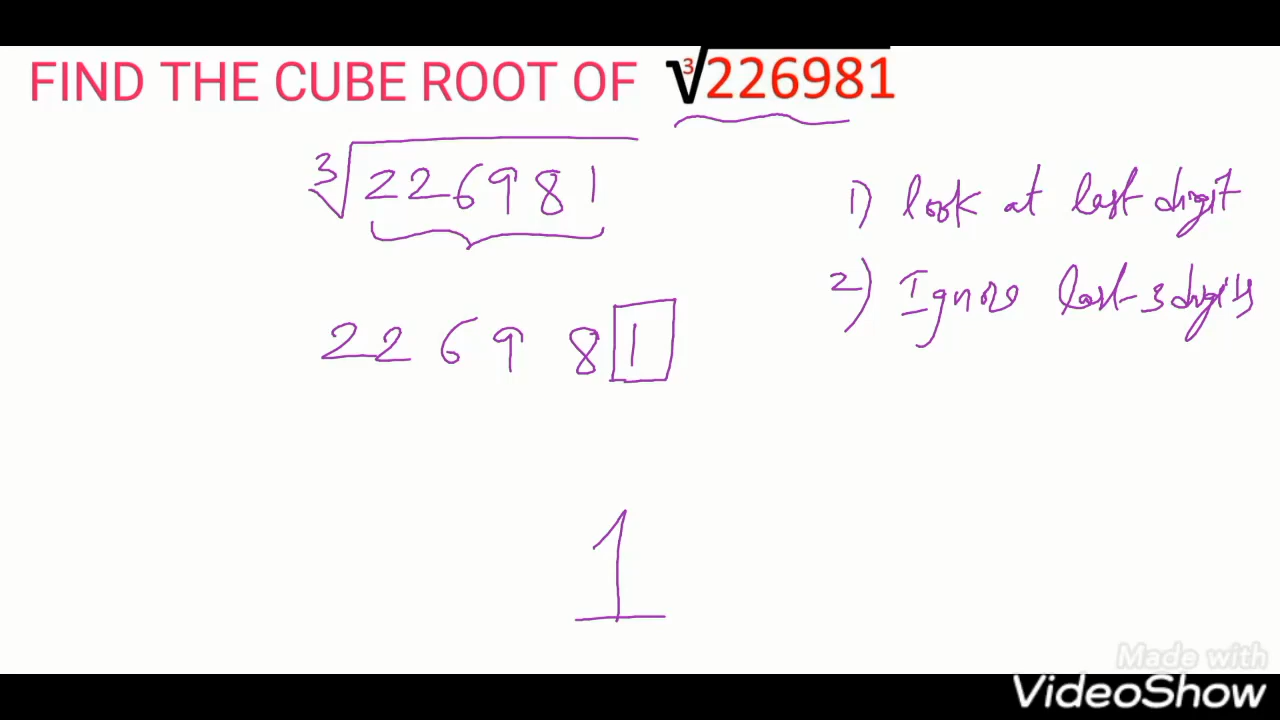 FIND THE CUBE ROOT OF ∛226981
∛226981
1) look at last digit
2) Ignore last 3 digits
226981
1
Made with
VideoShow